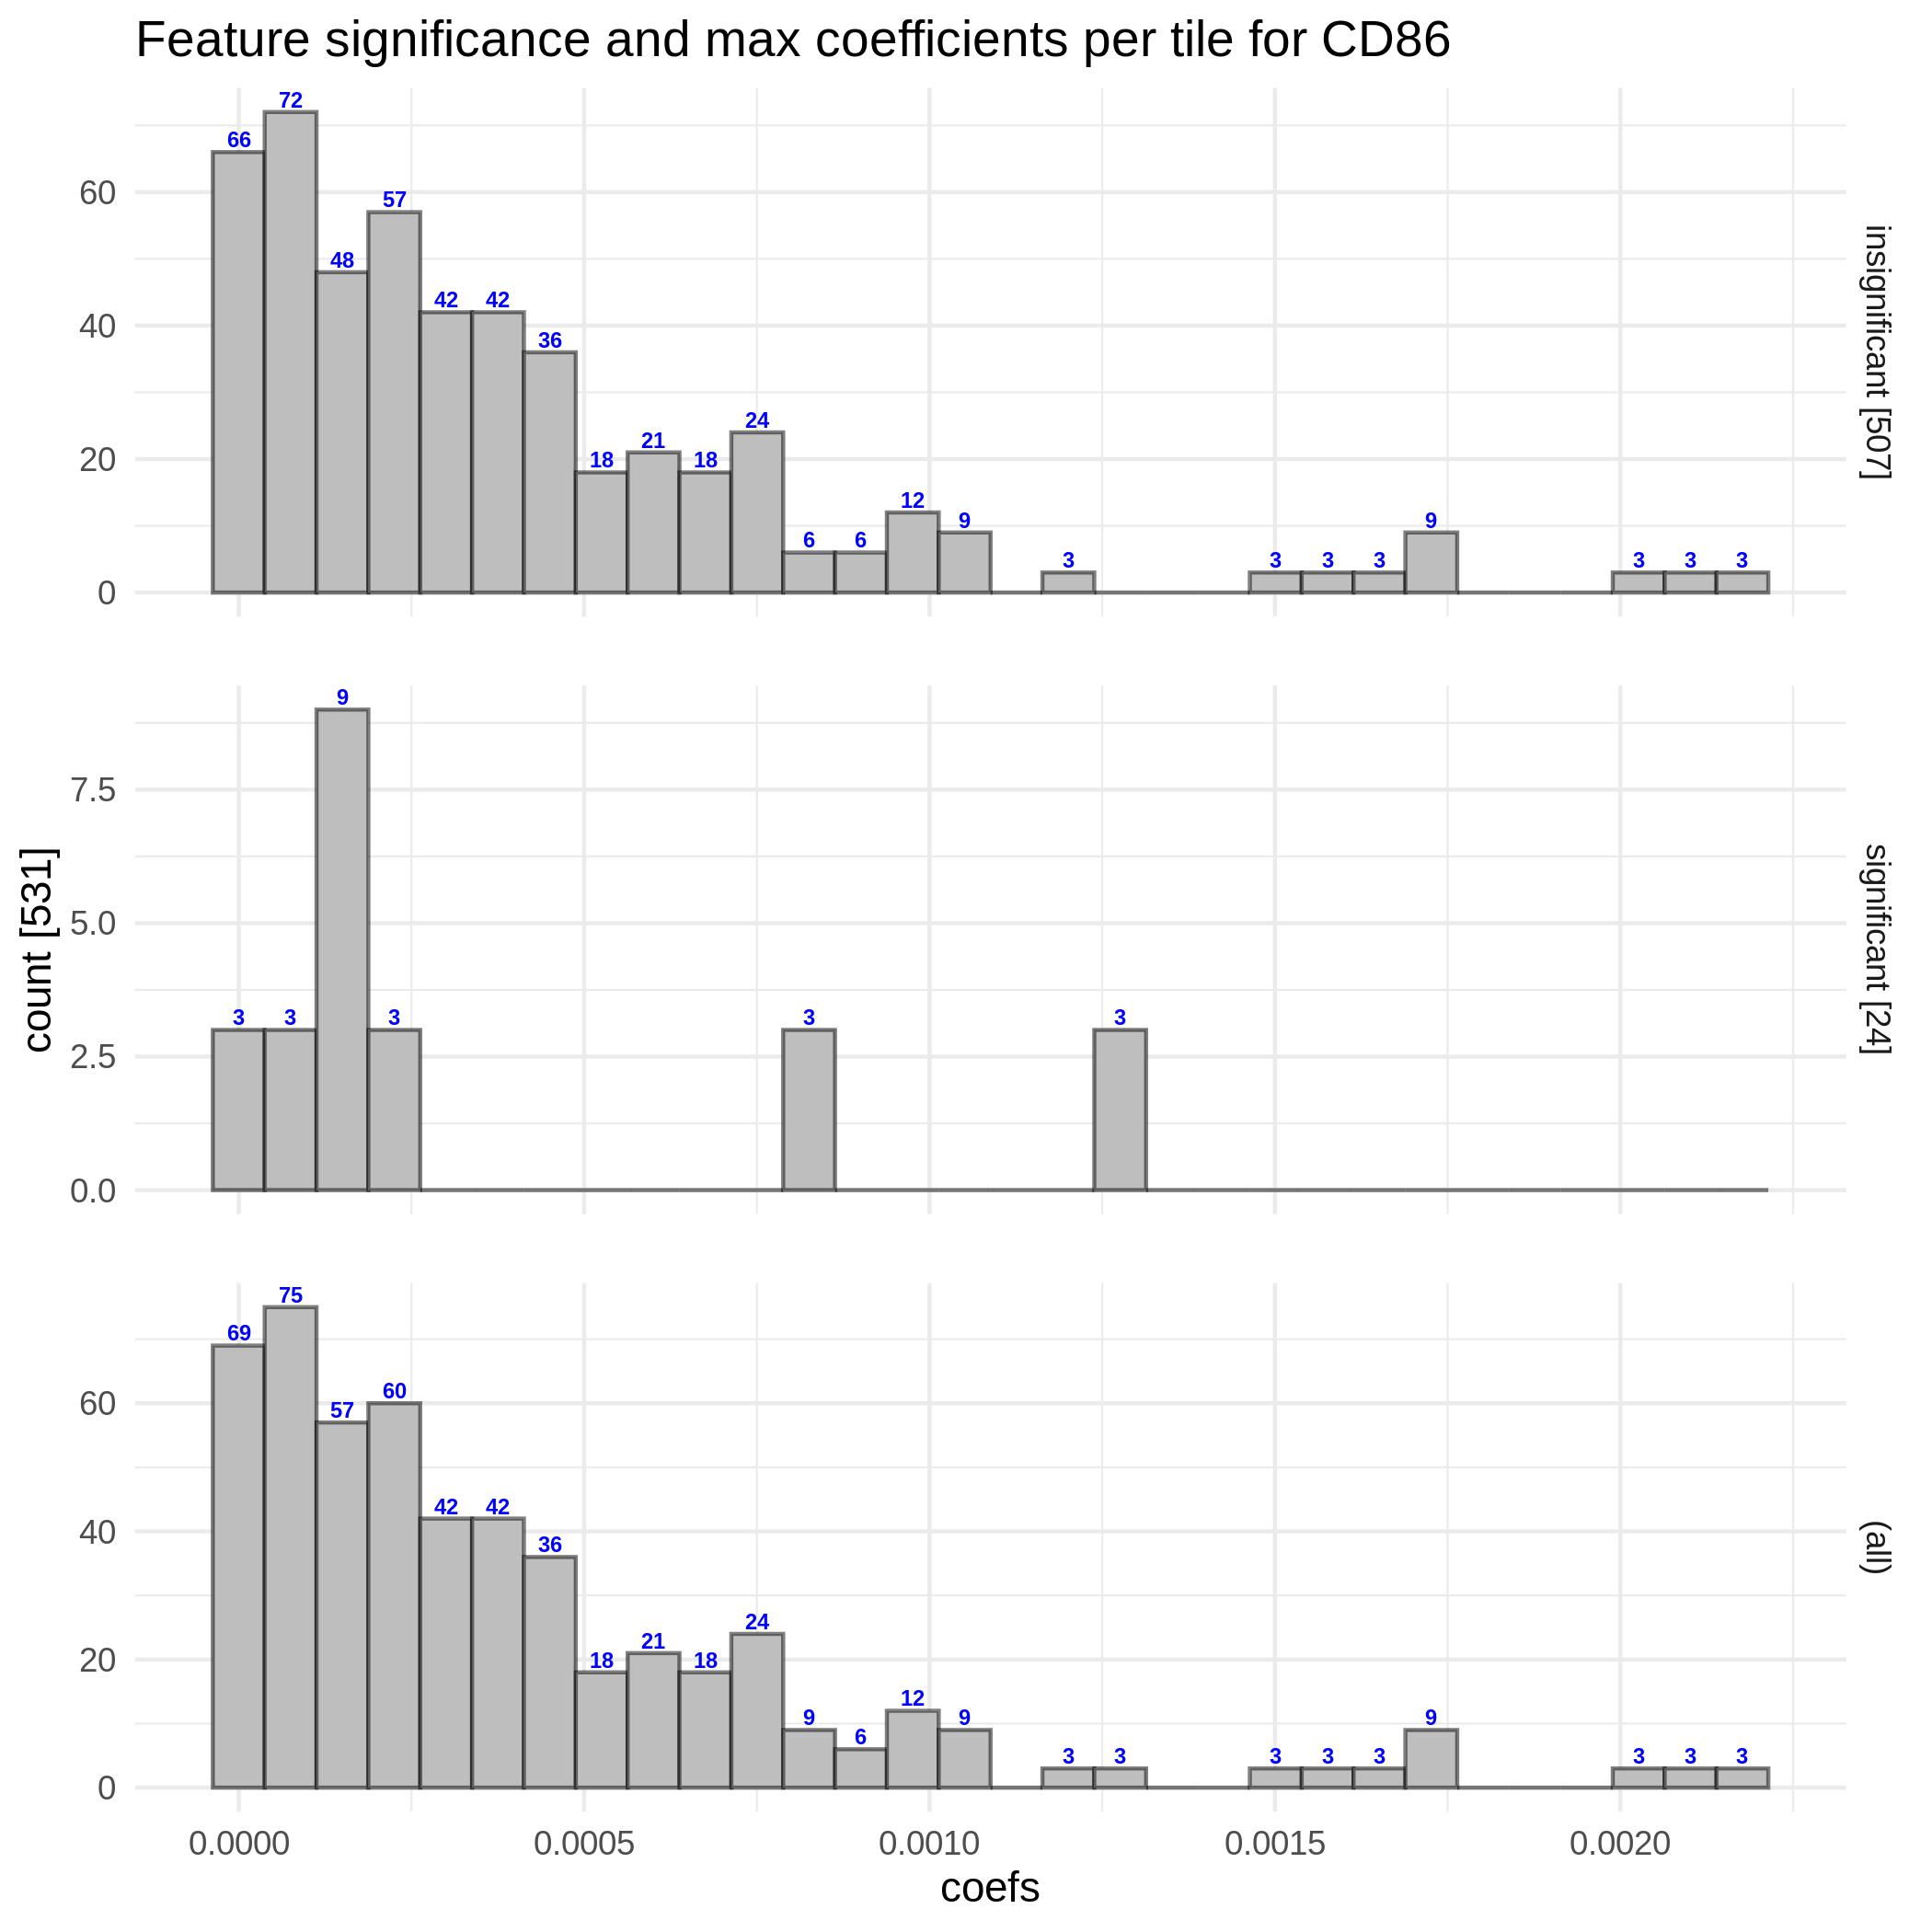 Feature significance and max coefficients per tile for CD86
72
66
57
48
42 42
36
18 21 18 24
6 6 12 9 3 3 3 3 9 3 3 3
60
40
20
0
insignificant [507]
9
3 3 3 3 3
7.5
5.0
2.5
0.0
count [531]
significant [24]
75
69
57 60
42 42
36
18 21 18 24
9 6 12 9 3 3 3 3 3 9 3 3 3
60
40
20
0
(all)
0.0000 0.0005 0.0010 0.0015 0.0020
coefs